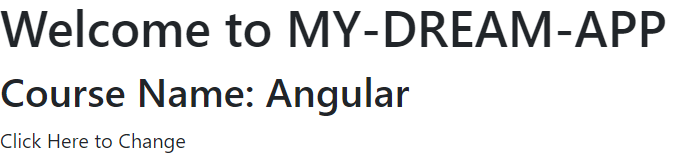 Welcome to MY-DREAM-APP
Course Name: Angular
Click Here to Change